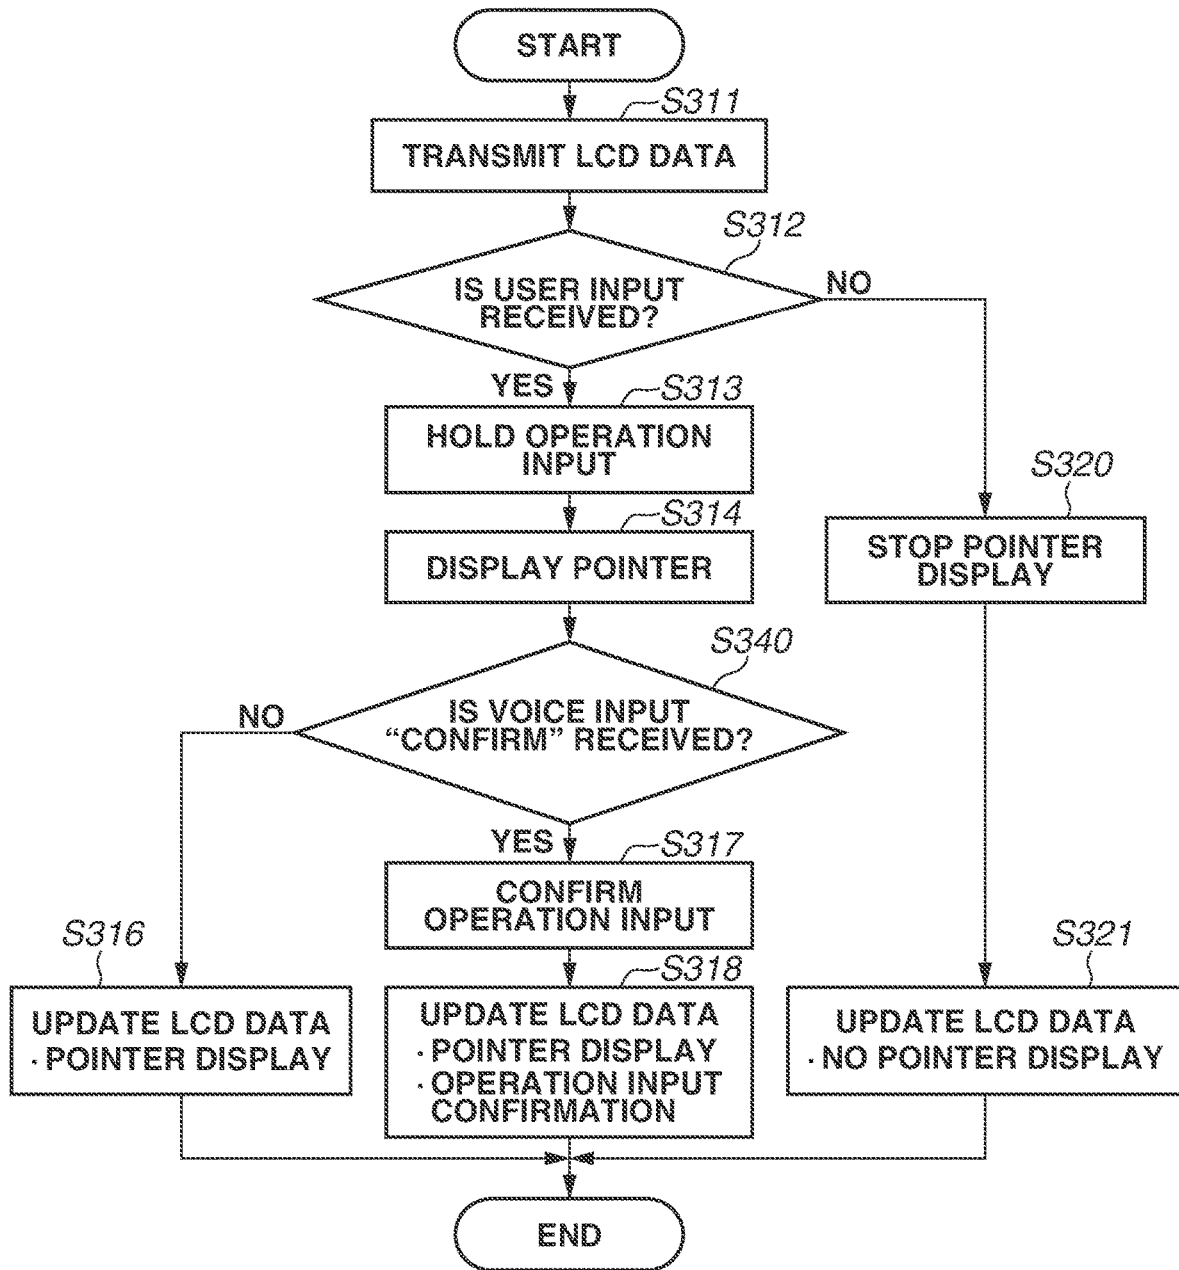 START
S311
TRANSMIT LCD DATA
S312
IS USER INPUT
RECEIVED?
NO
YES
S313
HOLD OPERATION
INPUT
S314
DISPLAY POINTER
S320
STOP POINTER
DISPLAY
S340
IS VOICE INPUT
“CONFIRM” RECEIVED?
NO
YES
S317
CONFIRM
OPERATION INPUT
S316
UPDATE LCD DATA
· POINTER DISPLAY
S318
UPDATE LCD DATA
· POINTER DISPLAY
· OPERATION INPUT
CONFIRMATION
S321
UPDATE LCD DATA
· NO POINTER DISPLAY
END